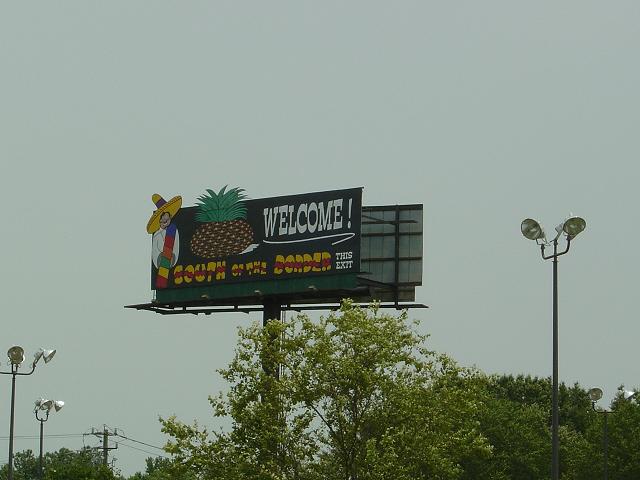 WELCOME!
SOUTH OF THE BORDER
THIS
EXIT